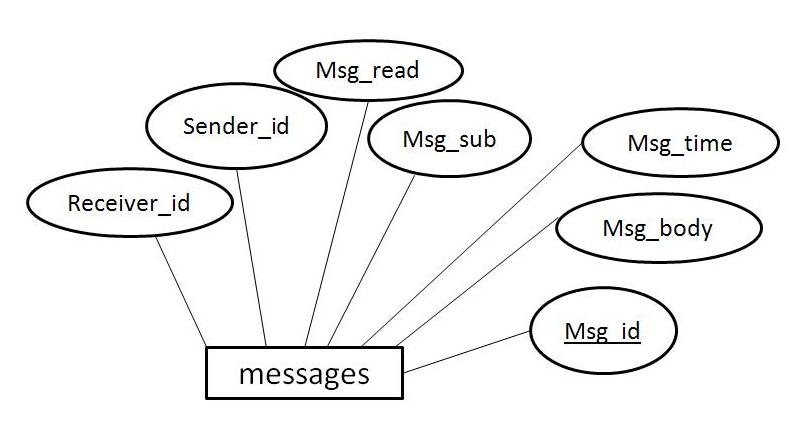 Msg_read
Sender_id
Msg_sub
Msg_time
Receiver_id
Msg_body
Msg_id
messages